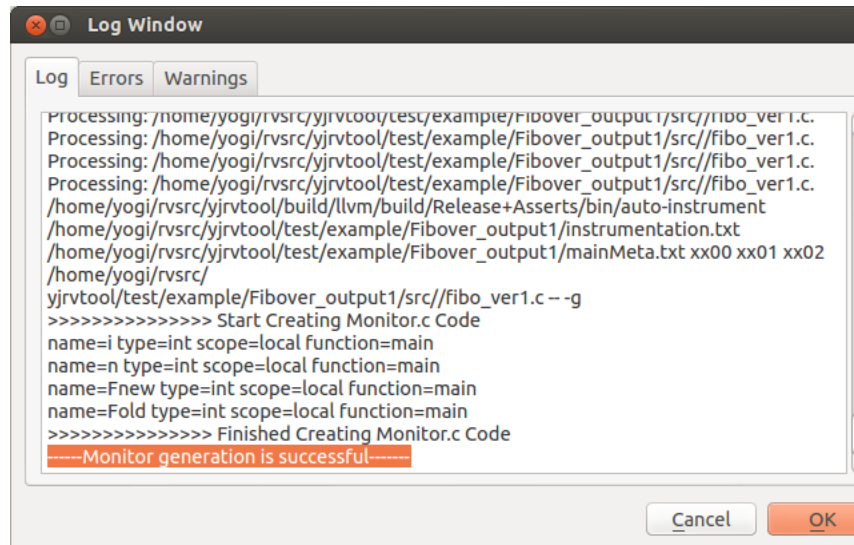 Log Window
Log Errors Warnings
Processing: /home/yogi/rvsrc/yjrvtool/test/example/Fibover_output1/src//fibo_ver1.c.
Processing: /home/yogi/rvsrc/yjrvtool/test/example/Fibover_output1/src//fibo_ver1.c.
Processing: /home/yogi/rvsrc/yjrvtool/test/example/Fibover_output1/src//fibo_ver1.c.
Processing: /home/yogi/rvsrc/yjrvtool/test/example/Fibover_output1/src//fibo_ver1.c.
/home/yogi/rvsrc/yjrvtool/build/llvm/build/Release+Asserts/bin/auto-instrument
/home/yogi/rvsrc/yjrvtool/test/example/Fibover_output1/instrumentation.txt
/home/yogi/rvsrc/yjrvtool/test/example/Fibover_output1/mainMeta.txt xx00 xx01 xx02
/home/yogi/rvsrc/
yjrvtool/test/example/Fibover_output1/src//fibo_ver1.c -- -g
>>>>>>>>>>>>>>> Start Creating Monitor.c Code
name=i type=int scope=local function=main
name=n type=int scope=local function=main
name=Fnew type=int scope=local function=main
name=Fold type=int scope=local function=main
>>>>>>>>>>>>>>> Finished Creating Monitor.c Code
------Monitor generation is successful-------
Cancel OK